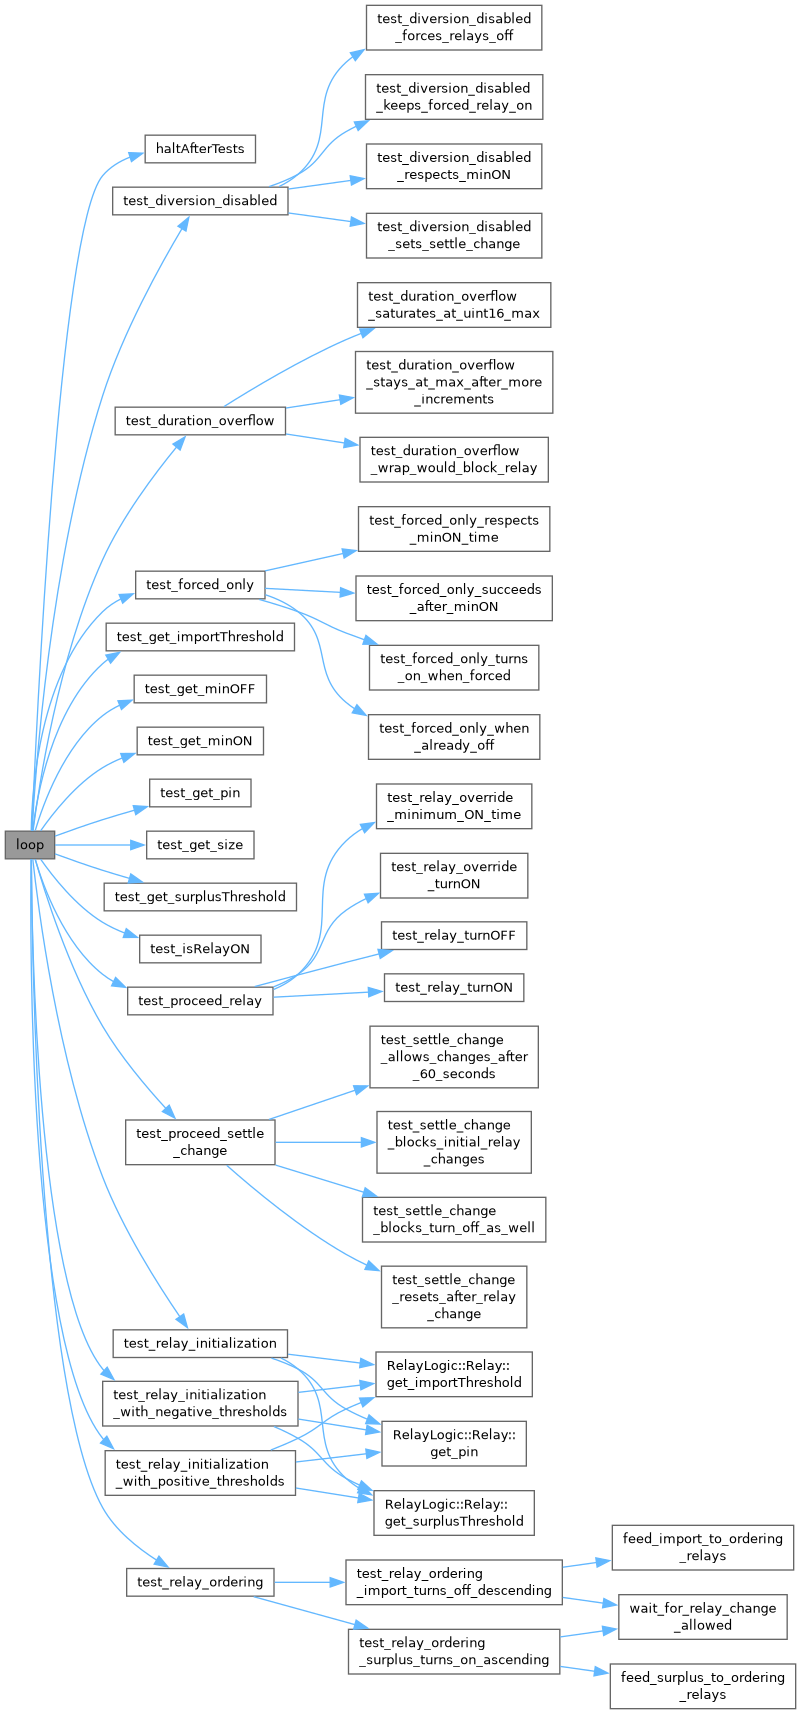 loop
haltAfterTests
test_diversion_disabled
test_diversion_disabled
_forces_relays_off
test_diversion_disabled
_keeps_forced_relay_on
test_diversion_disabled
_respects_minON
test_diversion_disabled
_sets_settle_change
test_duration_overflow
test_duration_overflow
_saturates_at_uint16_max
test_duration_overflow
_stays_at_max_after_more
_increments
test_duration_overflow
_wrap_would_block_relay
test_forced_only
test_forced_only_respects
_minON_time
test_forced_only_succeeds
_after_minON
test_forced_only_turns
_on_when_forced
test_forced_only_when
_already_off
test_get_importThreshold
test_get_minOFF
test_get_minON
test_get_pin
test_get_size
test_get_surplusThreshold
test_isRelayON
test_proceed_relay
test_relay_override
_minimum_ON_time
test_relay_override
_turnON
test_relay_turnOFF
test_relay_turnON
test_proceed_settle
_change
test_settle_change
_allows_changes_after
_60_seconds
test_settle_change
_blocks_initial_relay
_changes
test_settle_change
_blocks_turn_off_as_well
test_settle_change
_resets_after_relay
_change
test_relay_initialization
test_relay_initialization
_with_negative_thresholds
test_relay_initialization
_with_positive_thresholds
RelayLogic::Relay::
get_importThreshold
RelayLogic::Relay::
get_pin
RelayLogic::Relay::
get_surplusThreshold
test_relay_ordering
test_relay_ordering
_import_turns_off_descending
test_relay_ordering
_surplus_turns_on_ascending
feed_import_to_ordering
_relays
wait_for_relay_change
_allowed
feed_surplus_to_ordering
_relays